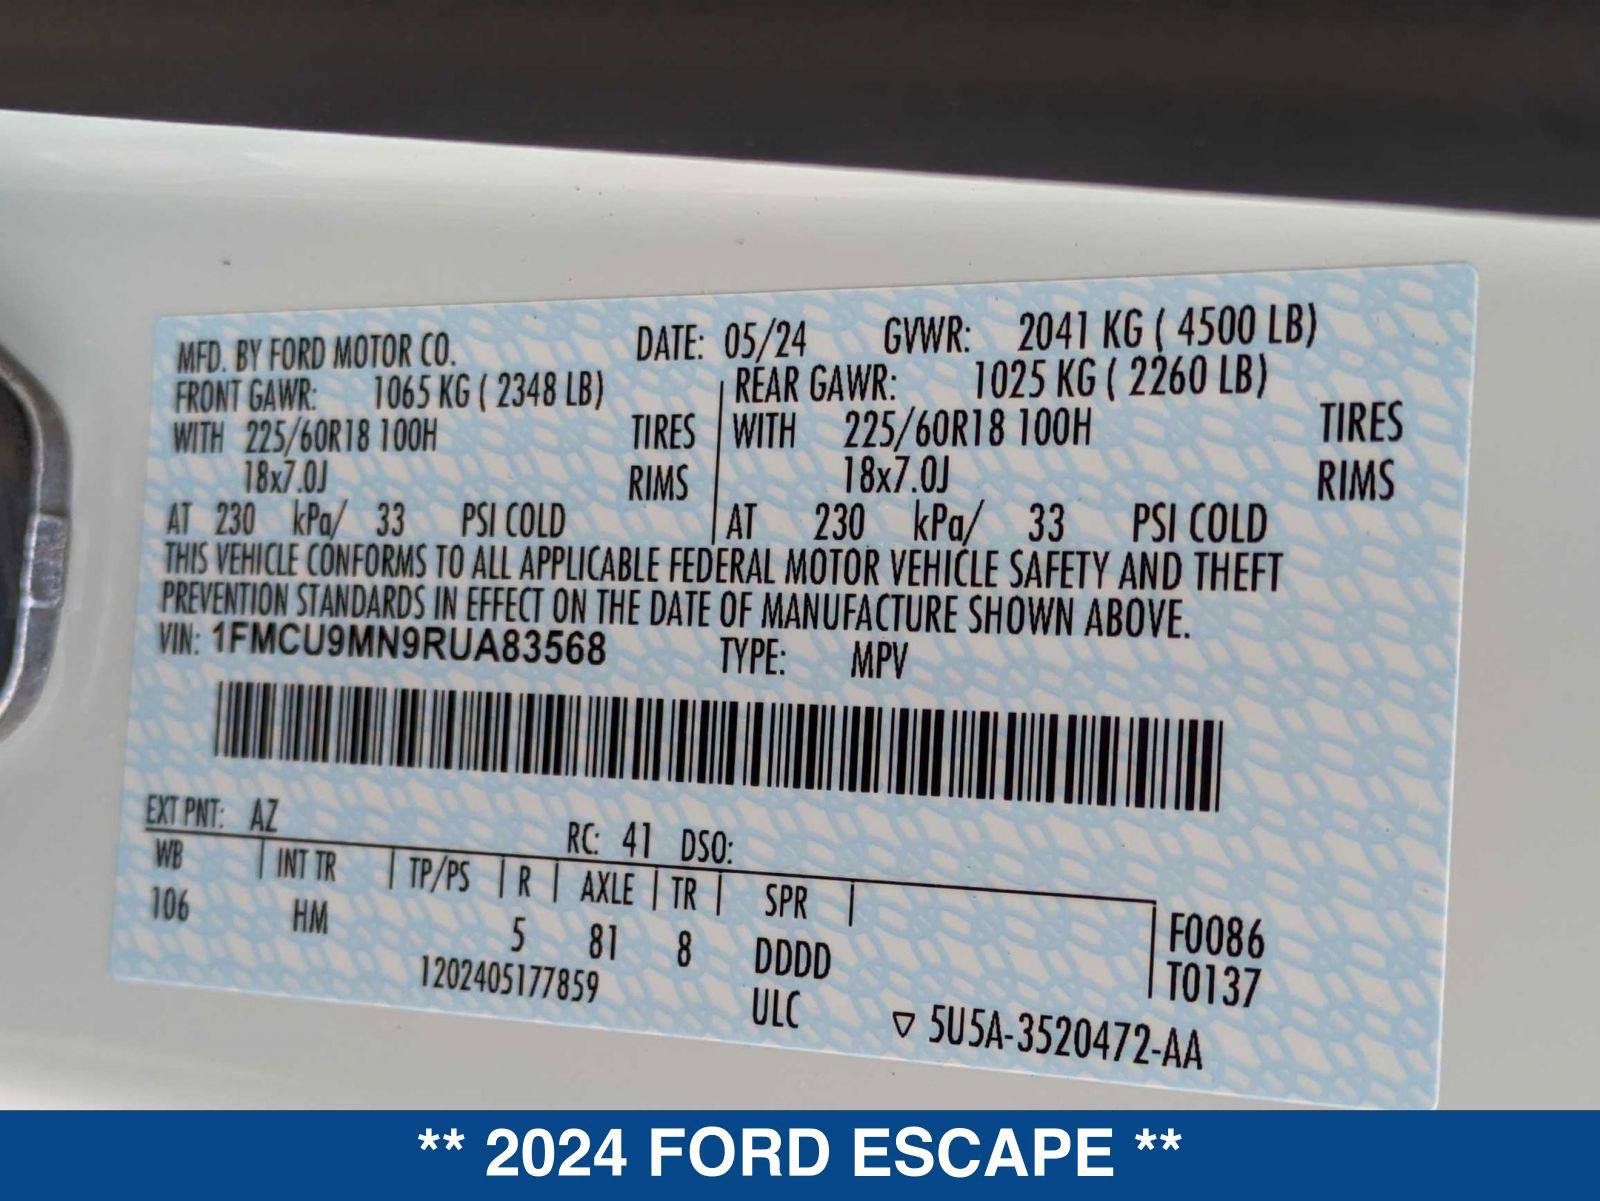 MFD. BY FORD MOTOR CO. DATE: 05/24 GVWR: 2041 KG ( 4500 LB)
FRONT GAWR: 1065 KG ( 2348 LB) REAR GAWR: 1025 KG ( 2260 LB)
WITH 225/60R18 100H TIRES WITH 225/60R18 100H TIRES
18x7.0J RIMS 18x7.0J RIMS
AT 230 kPa/ 33 PSI COLD AT 230 kPa/ 33 PSI COLD
THIS VEHICLE CONFORMS TO ALL APPLICABLE FEDERAL MOTOR VEHICLE SAFETY AND THEFT
PREVENTION STANDARDS IN EFFECT ON THE DATE OF MANUFACTURE SHOWN ABOVE.
VIN: 1FMCU9MN9RUA83568 TYPE: MPV
EXT PNT: AZ RC: 41 DSO:
WB | INT TR | TP/PS | R | AXLE | TR | SPR |
106 HM 5 81 8 DDDD F0086
1202405177859 ULC T0137
▽ 5U5A-3520472-AA
** 2024 FORD ESCAPE **